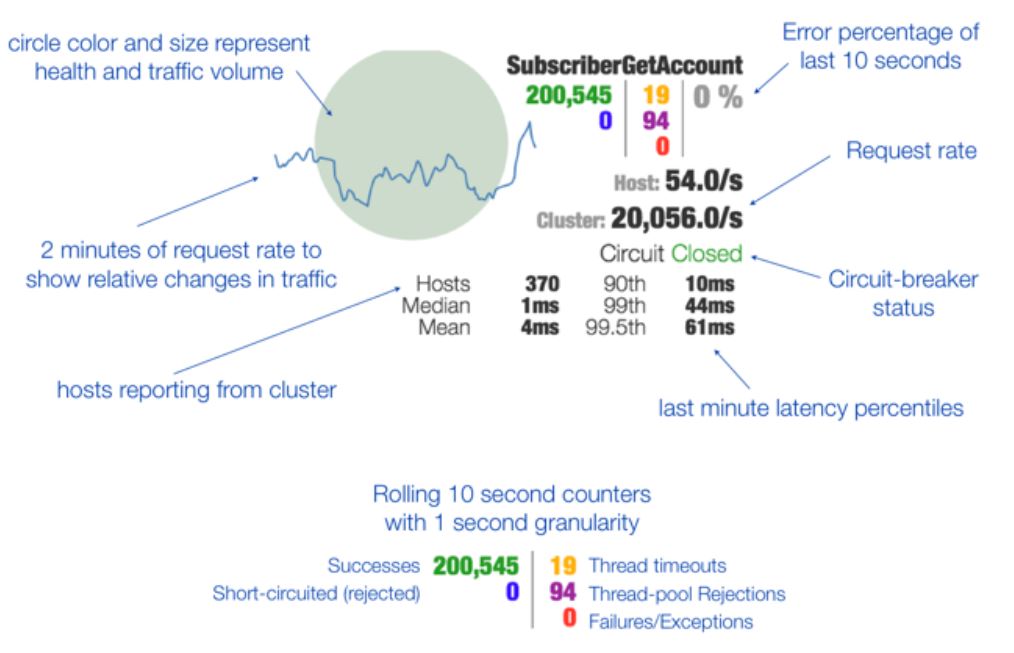 circle color and size represent
health and traffic volume
Error percentage of
last 10 seconds
SubscriberGetAccount
200,545 19 0 %
0 94
0
Request rate
Host: 54.0/s
Cluster: 20,056.0/s
2 minutes of request rate to
show relative changes in traffic
Circuit Closed
Circuit-breaker
status
Hosts 370 90th 10ms
Median 1ms 99th 44ms
Mean 4ms 99.5th 61ms
hosts reporting from cluster
last minute latency percentiles
Rolling 10 second counters
with 1 second granularity
Successes 200,545 19 Thread timeouts
Short-circuited (rejected) 0 94 Thread-pool Rejections
0 Failures/Exceptions